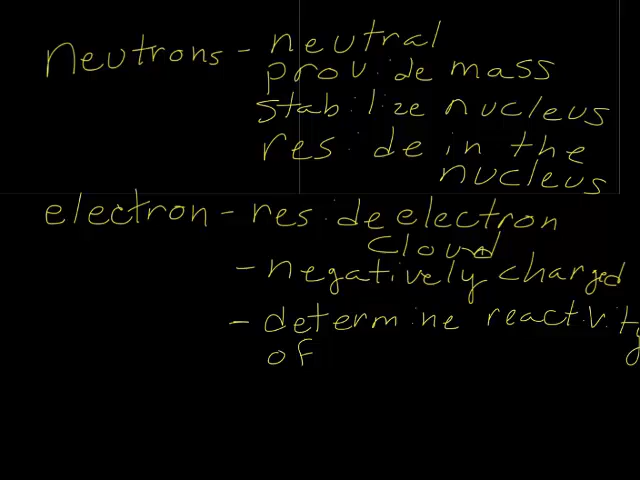 neutrons - neutral
provide mass
stabilize nucleus
reside in the
nucleus
electron - reside electron
cloud
- negatively charged
- determine reactivity
of